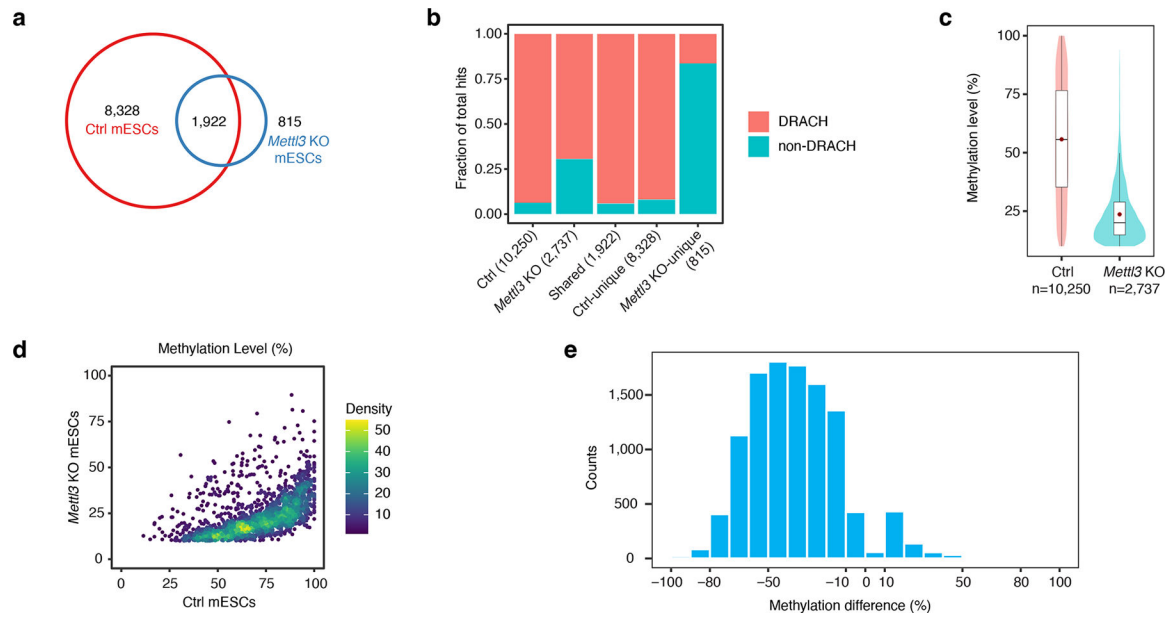 a
8,328
Ctrl mESCs
1,922
815
Mettl3 KO
mESCs
b
Fraction of total hits
1.00
0.75
0.50
0.25
0.00
Ctrl (10,250)
Mettl3 KO (2,737)
Shared (1,922)
Ctrl-unique (8,328)
Mettl3 KO-unique
(815)
DRACH
non-DRACH
c
Methylation level (%)
100
75
50
25
Ctrl
n=10,250
Mettl3 KO
n=2,737
d
Methylation Level (%)
Mettl3 KO mESCs
100
75
50
25
0
0 25 50 75 100
Ctrl mESCs
Density
50
40
30
20
10
e
Counts
1,500
1,000
500
0
−100 −80 −50 −10 0 10 50 80 100
Methylation difference (%)